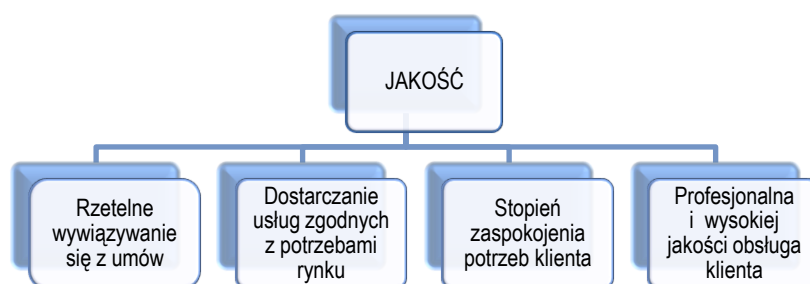 JAKOŚĆ
Rzetelne
wywiązywanie
się z umów
Dostarczanie
usług zgodnych
z potrzebami
rynku
Stopień
zaspokojenia
potrzeb klienta
Profesjonalna
i wysokiej
jakości obsługa
klienta